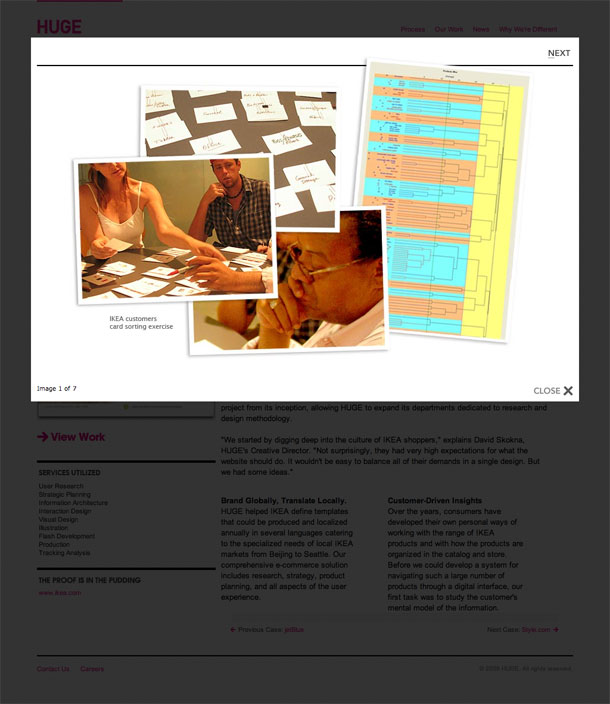 HUGE
Process Our Work News Why We're Different
NEXT
IKEA customers
card sorting exercise
Image 1 of 7
CLOSE
project from its inception, allowing HUGE to expand its departments dedicated to research and
design methodology.
View Work
"We started by digging deep into the culture of IKEA shoppers," explains David Skokna,
HUGE's Creative Director. "Not surprisingly, they had very high expectations for what the
website should do. It wouldn't be easy to balance all of their demands in a single design. But
we had some ideas."
SERVICES UTILIZED
User Research
Strategic Planning
Information Architecture
Interaction Design
Visual Design
Illustration
Flash Development
Production
Tracking Analysis
THE PROOF IS IN THE PUDDING
www.ikea.com
Brand Globally, Translate Locally.
HUGE helped IKEA define templates
that could be produced and localized
annually in several languages catering
to the specialized needs of local IKEA
markets from Beijing to Seattle. Our
comprehensive e-commerce solution
includes research, strategy, product
planning, and all aspects of the user
experience.
Customer-Driven Insights
Over the years, consumers have
developed their own personal ways of
working with the range of IKEA
products and with how the products are
organized in the catalog and store.
Before we could develop a system for
navigating such a large number of
products through a digital interface, our
first task was to study the customer's
mental model of the information.
Previous Case: jetBlue
Next Case: Style.com
Contact Us Careers
HUGE. All rights reserved.